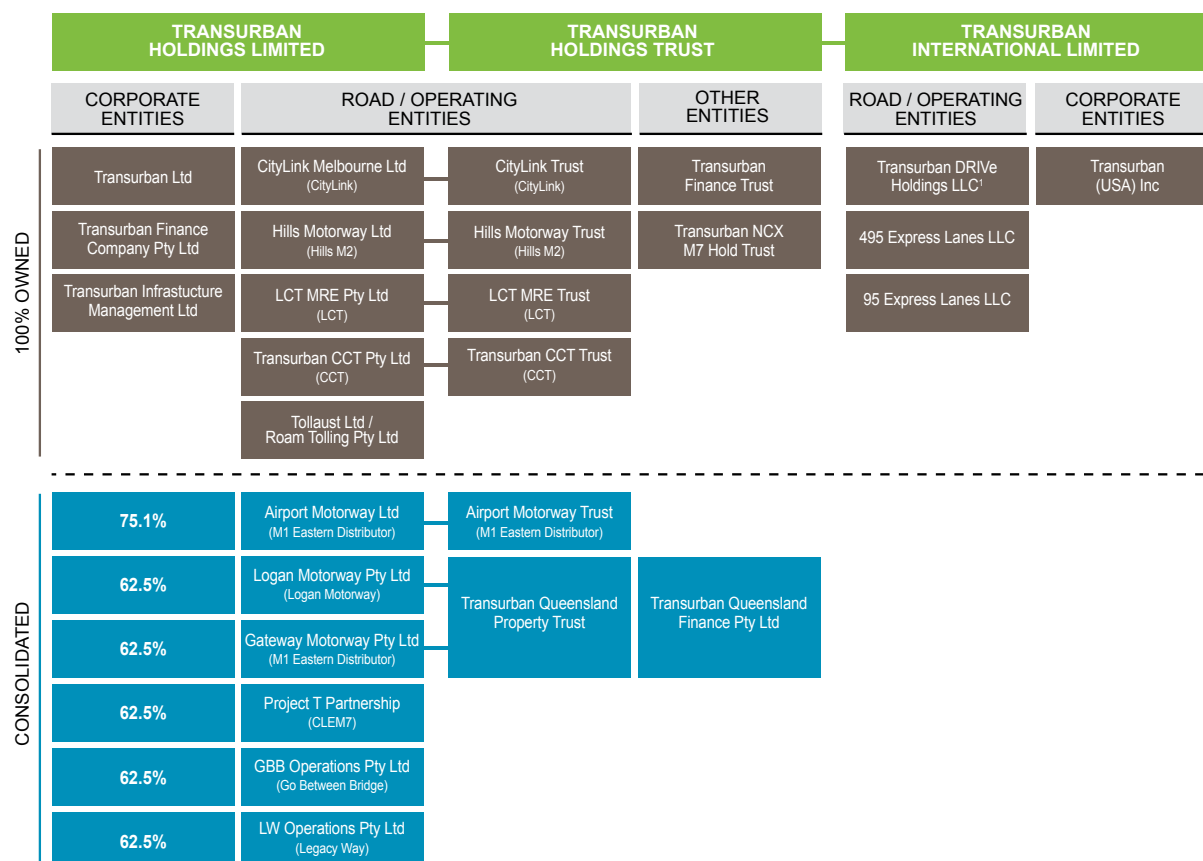 TRANSURBAN
HOLDINGS LIMITED
TRANSURBAN
HOLDINGS TRUST
TRANSURBAN
INTERNATIONAL LIMITED
CORPORATE
ENTITIES
ROAD / OPERATING
ENTITIES
OTHER
ENTITIES
ROAD / OPERATING
ENTITIES
CORPORATE
ENTITIES
100% OWNED
Transurban Ltd
CityLink Melbourne Ltd
(CityLink)
CityLink Trust
(CityLink)
Transurban
Finance Trust
Transurban DRIVe
Holdings LLC¹
Transurban
(USA) Inc
Transurban Finance
Company Pty Ltd
Hills Motorway Ltd
(Hills M2)
Hills Motorway Trust
(Hills M2)
Transurban NCX
M7 Hold Trust
495 Express Lanes LLC
Transurban Infrastucture
Management Ltd
LCT MRE Pty Ltd
(LCT)
LCT MRE Trust
(LCT)
95 Express Lanes LLC
Transurban CCT Pty Ltd
(CCT)
Transurban CCT Trust
(CCT)
Tollaust Ltd /
Roam Tolling Pty Ltd
CONSOLIDATED
75.1%
Airport Motorway Ltd
(M1 Eastern Distributor)
Airport Motorway Trust
(M1 Eastern Distributor)
62.5%
Logan Motorway Pty Ltd
(Logan Motorway)
Transurban Queensland
Property Trust
Transurban Queensland
Finance Pty Ltd
62.5%
Gateway Motorway Pty Ltd
(M1 Eastern Distributor)
62.5%
Project T Partnership
(CLEM7)
62.5%
GBB Operations Pty Ltd
(Go Between Bridge)
62.5%
LW Operations Pty Ltd
(Legacy Way)